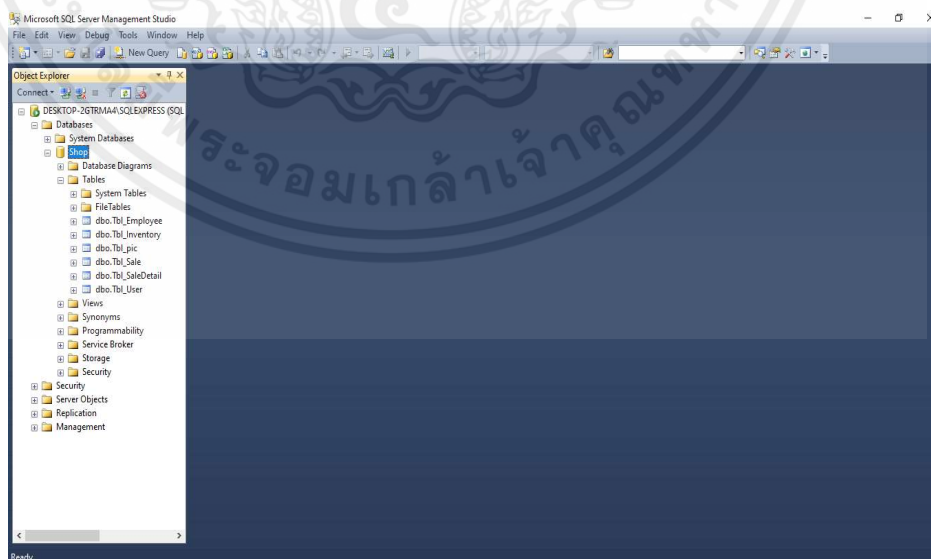 Microsoft SQL Server Management Studio
File Edit View Debug Tools Window Help
New Query
Object Explorer
Connect
DESKTOP-2GTRMA4\SQLEXPRESS (SQL
Databases
System Databases
Shop
Database Diagrams
Tables
System Tables
FileTables
dbo.Tbl_Employee
dbo.Tbl_Inventory
dbo.Tbl_pic
dbo.Tbl_Sale
dbo.Tbl_SaleDetail
dbo.Tbl_User
Views
Synonyms
Programmability
Service Broker
Storage
Security
Security
Server Objects
Replication
Management
Ready